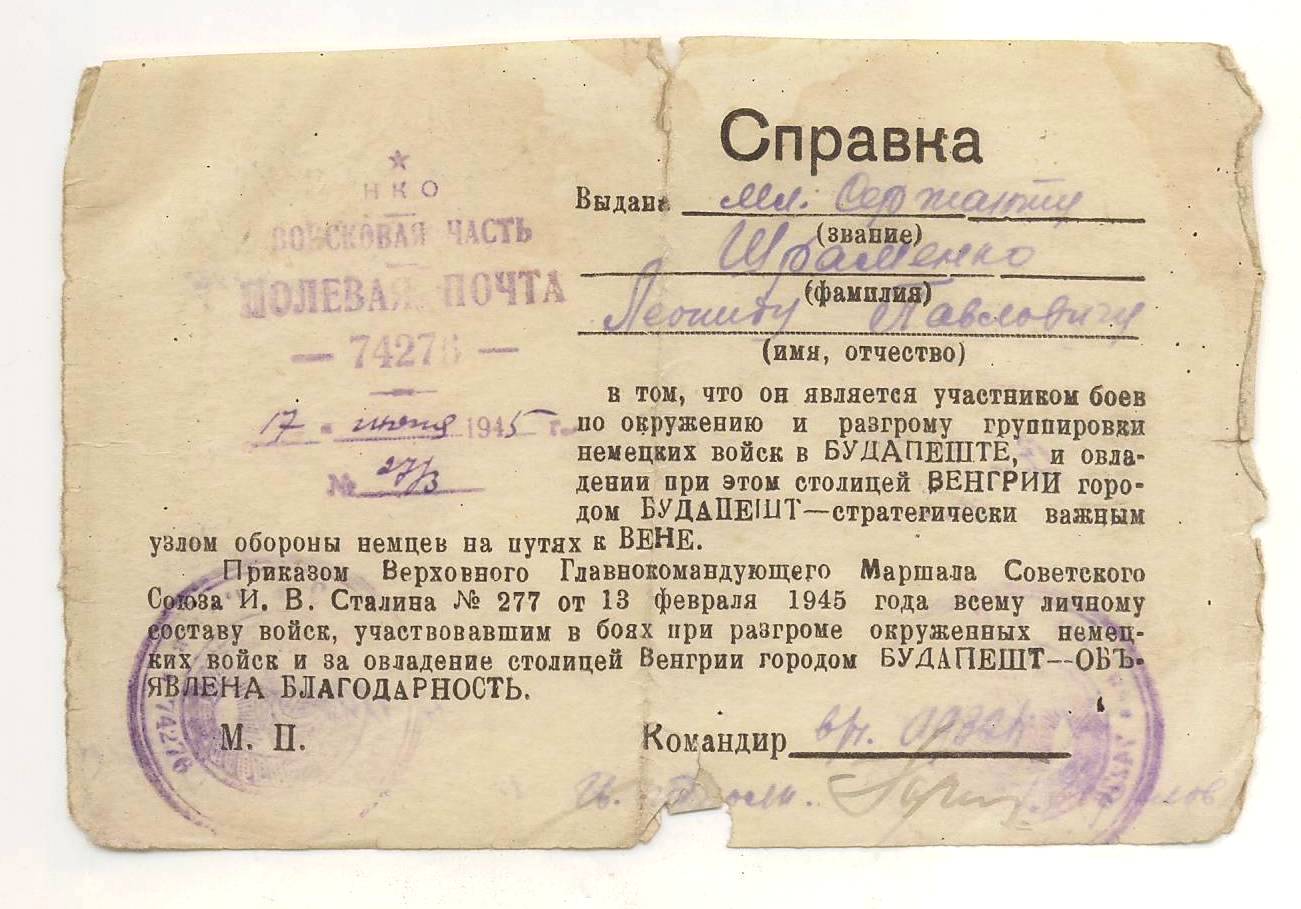 Справка
★
НКО
ВОЙСКОВАЯ ЧАСТЬ
ПОЛЕВАЯ ПОЧТА
— 74276 —
17 " июня 1945 г.
№ 27/3
Выдана мл. Сержанту
(звание)
Шраменко
(фамилия)
Леониду Павловичу
(имя, отчество)
в том, что он является участником боев
по окружению и разгрому группировки
немецких войск в БУДАПЕШТЕ, и овла-
дении при этом столицей ВЕНГРИИ горо-
дом БУДАПЕШТ—стратегически важным
узлом обороны немцев на путях к ВЕНЕ.
Приказом Верховного Главнокомандующего Маршала Советского
Союза И. В. Сталина № 277 от 13 февраля 1945 года всему личному
составу войск, участвовавшим в боях при разгроме окруженных немец-
ких войск и за овладение столицей Венгрии городом БУДАПЕШТ—ОБЪ-
ЯВЛЕНА БЛАГОДАРНОСТЬ.
М. П.
Командир
74276